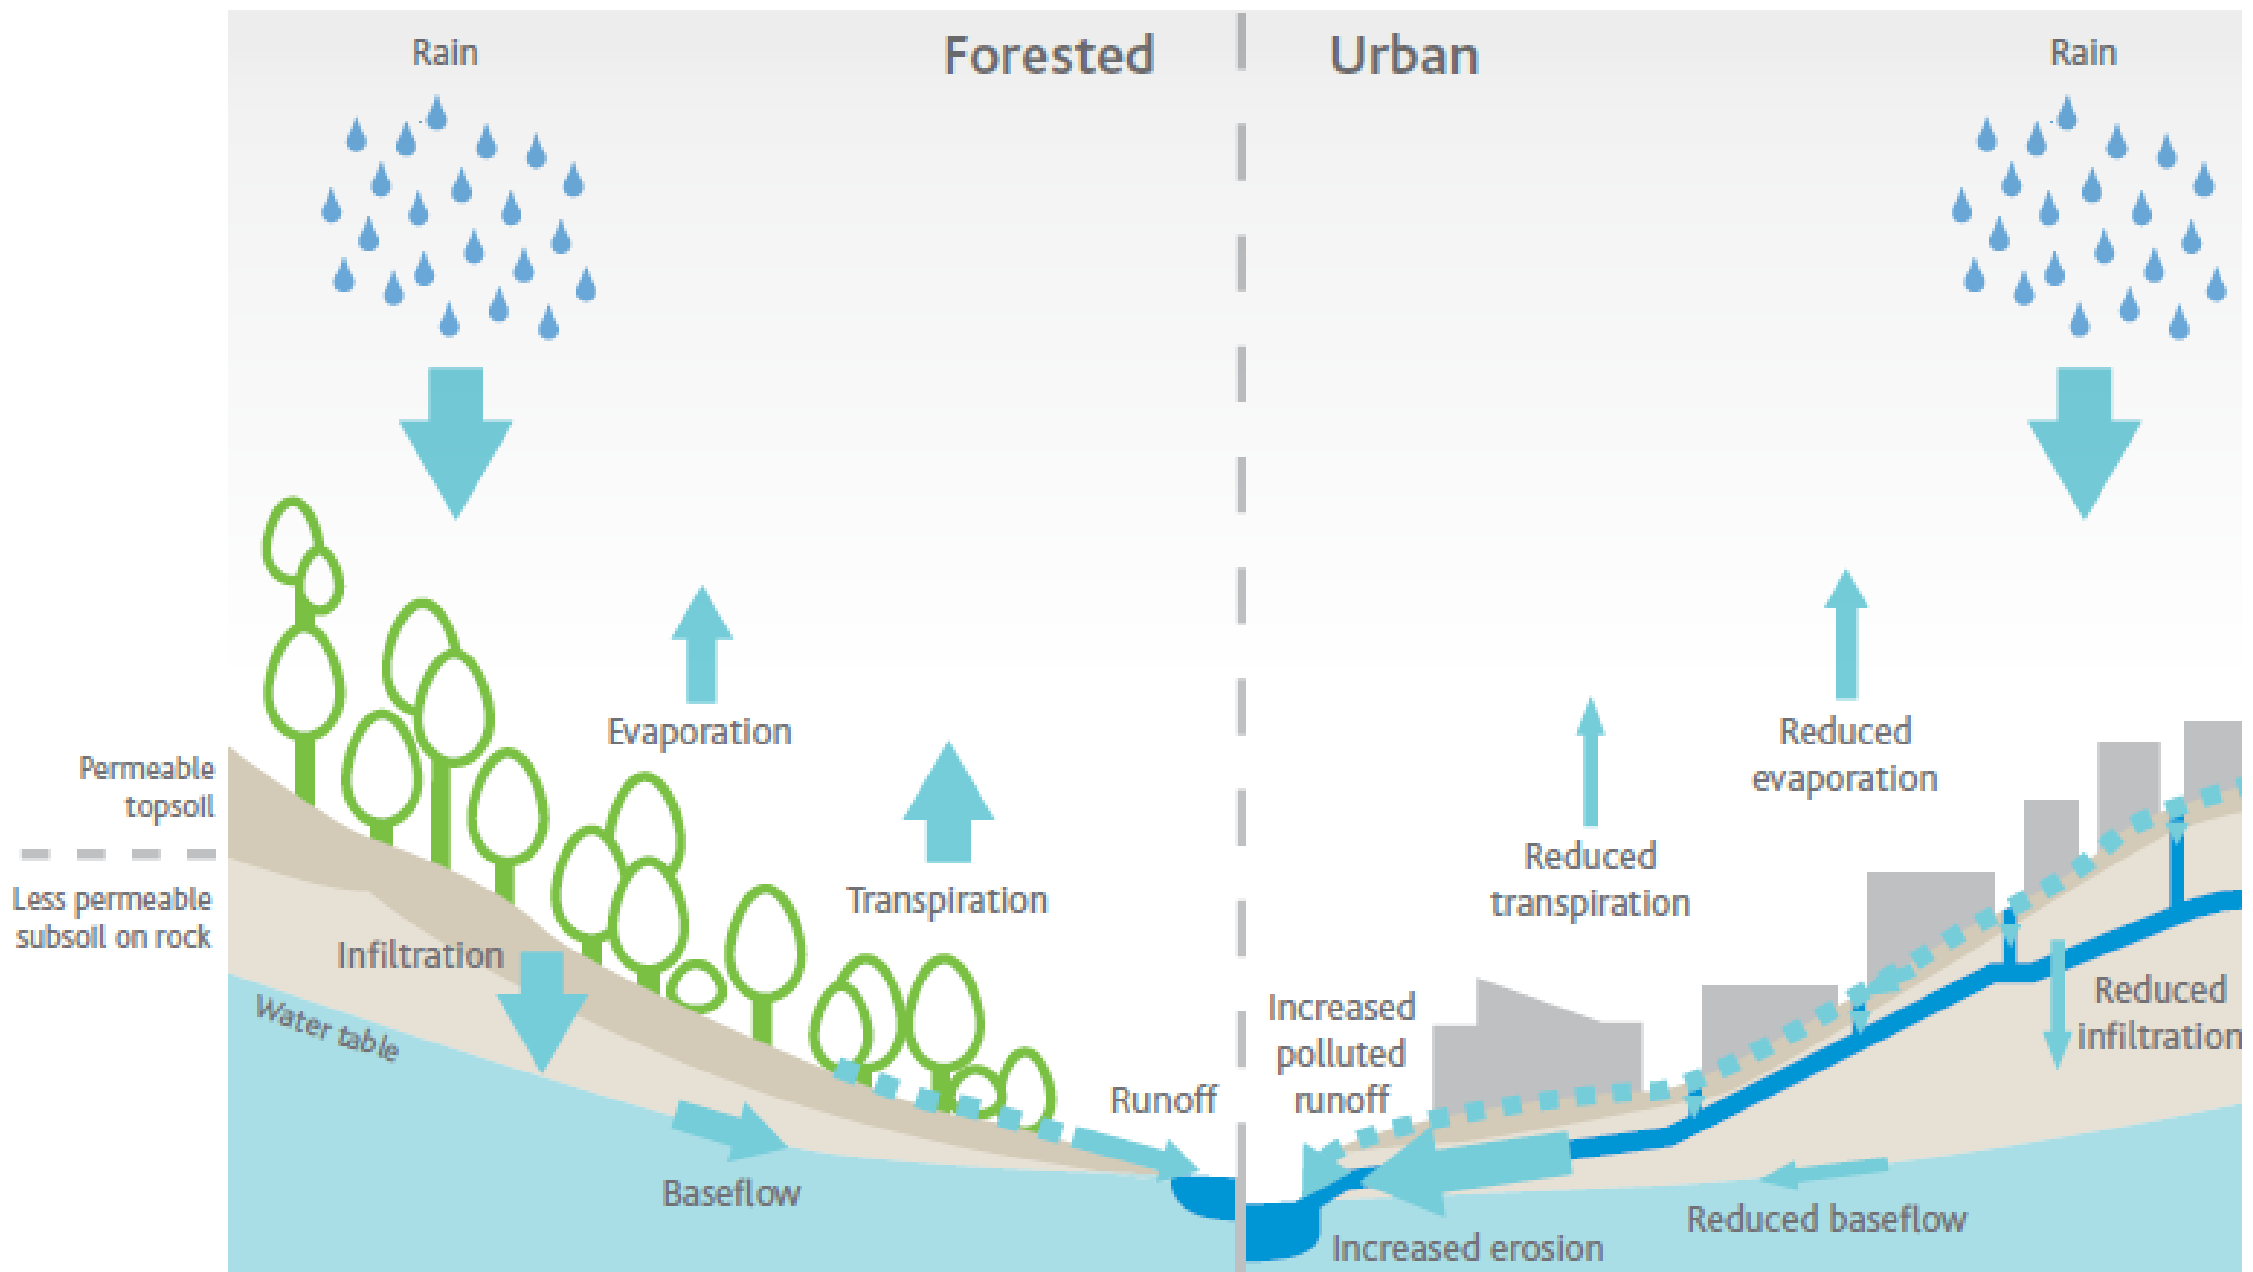 Rain
Forested
Urban
Rain
Evaporation
Transpiration
Permeable
topsoil
Less permeable
subsoil on rock
Infiltration
Water table
Runoff
Baseflow
Reduced
evaporation
Reduced
transpiration
Increased
polluted
runoff
Reduced
infiltration
Reduced baseflow
Increased erosion